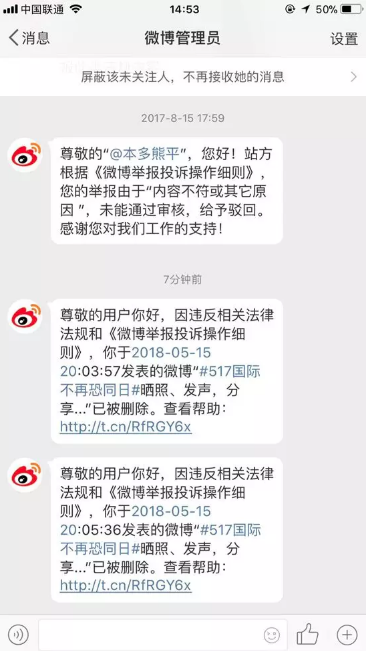 中国联通 14:53 50%
消息 微博管理员 设置
屏蔽该未关注人，不再接收她的消息
2017-8-15 17:59
尊敬的“@本多熊平”，您好！站方
根据《微博举报投诉操作细则》，
您的举报由于“内容不符或其它原
因 ”，未能通过审核，给予驳回。
感谢您对我们工作的支持！
7分钟前
尊敬的用户你好，因违反相关法律
法规和《微博举报投诉操作细
则》，你于2018-05-15
20:03:57发表的微博“#517国际
不再恐同日#晒照、发声，分
享...”已被删除。查看帮助：
http://t.cn/RfRGY6x
尊敬的用户你好，因违反相关法律
法规和《微博举报投诉操作细
则》，你于2018-05-15
20:05:36发表的微博“#517国际
不再恐同日#晒照、发声，分
享...”已被删除。查看帮助：
http://t.cn/RfRGY6x